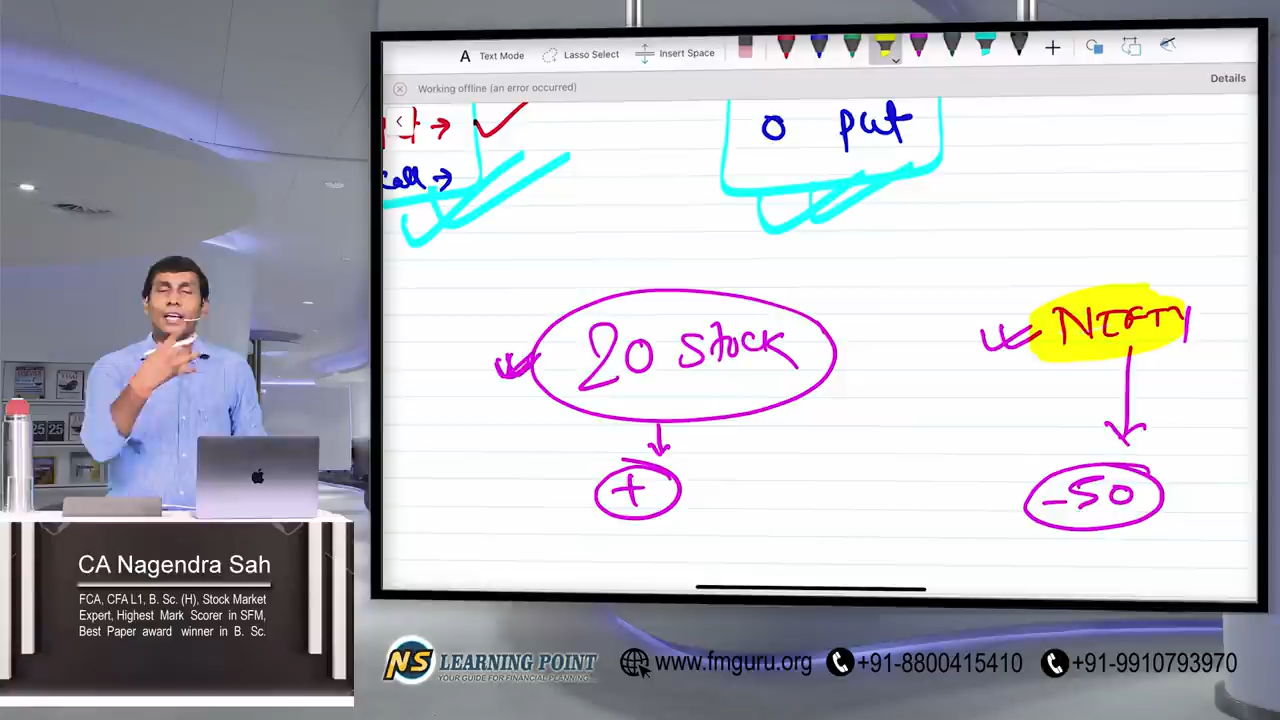 A Text Mode Lasso Select Insert Space
Working offline (an error occurred)
Details
call →
0 put
20 stock
NIFTY
+
-50
CA Nagendra Sah
FCA, CFA L1, B. Sc. (H), Stock Market
Expert, Highest Mark Scorer in SFM,
Best Paper award winner in B. Sc.
NS LEARNING POINT
YOUR GUIDE FOR FINANCIAL PLANNING....
www.fmguru.org +91-8800415410 +91-9910793970